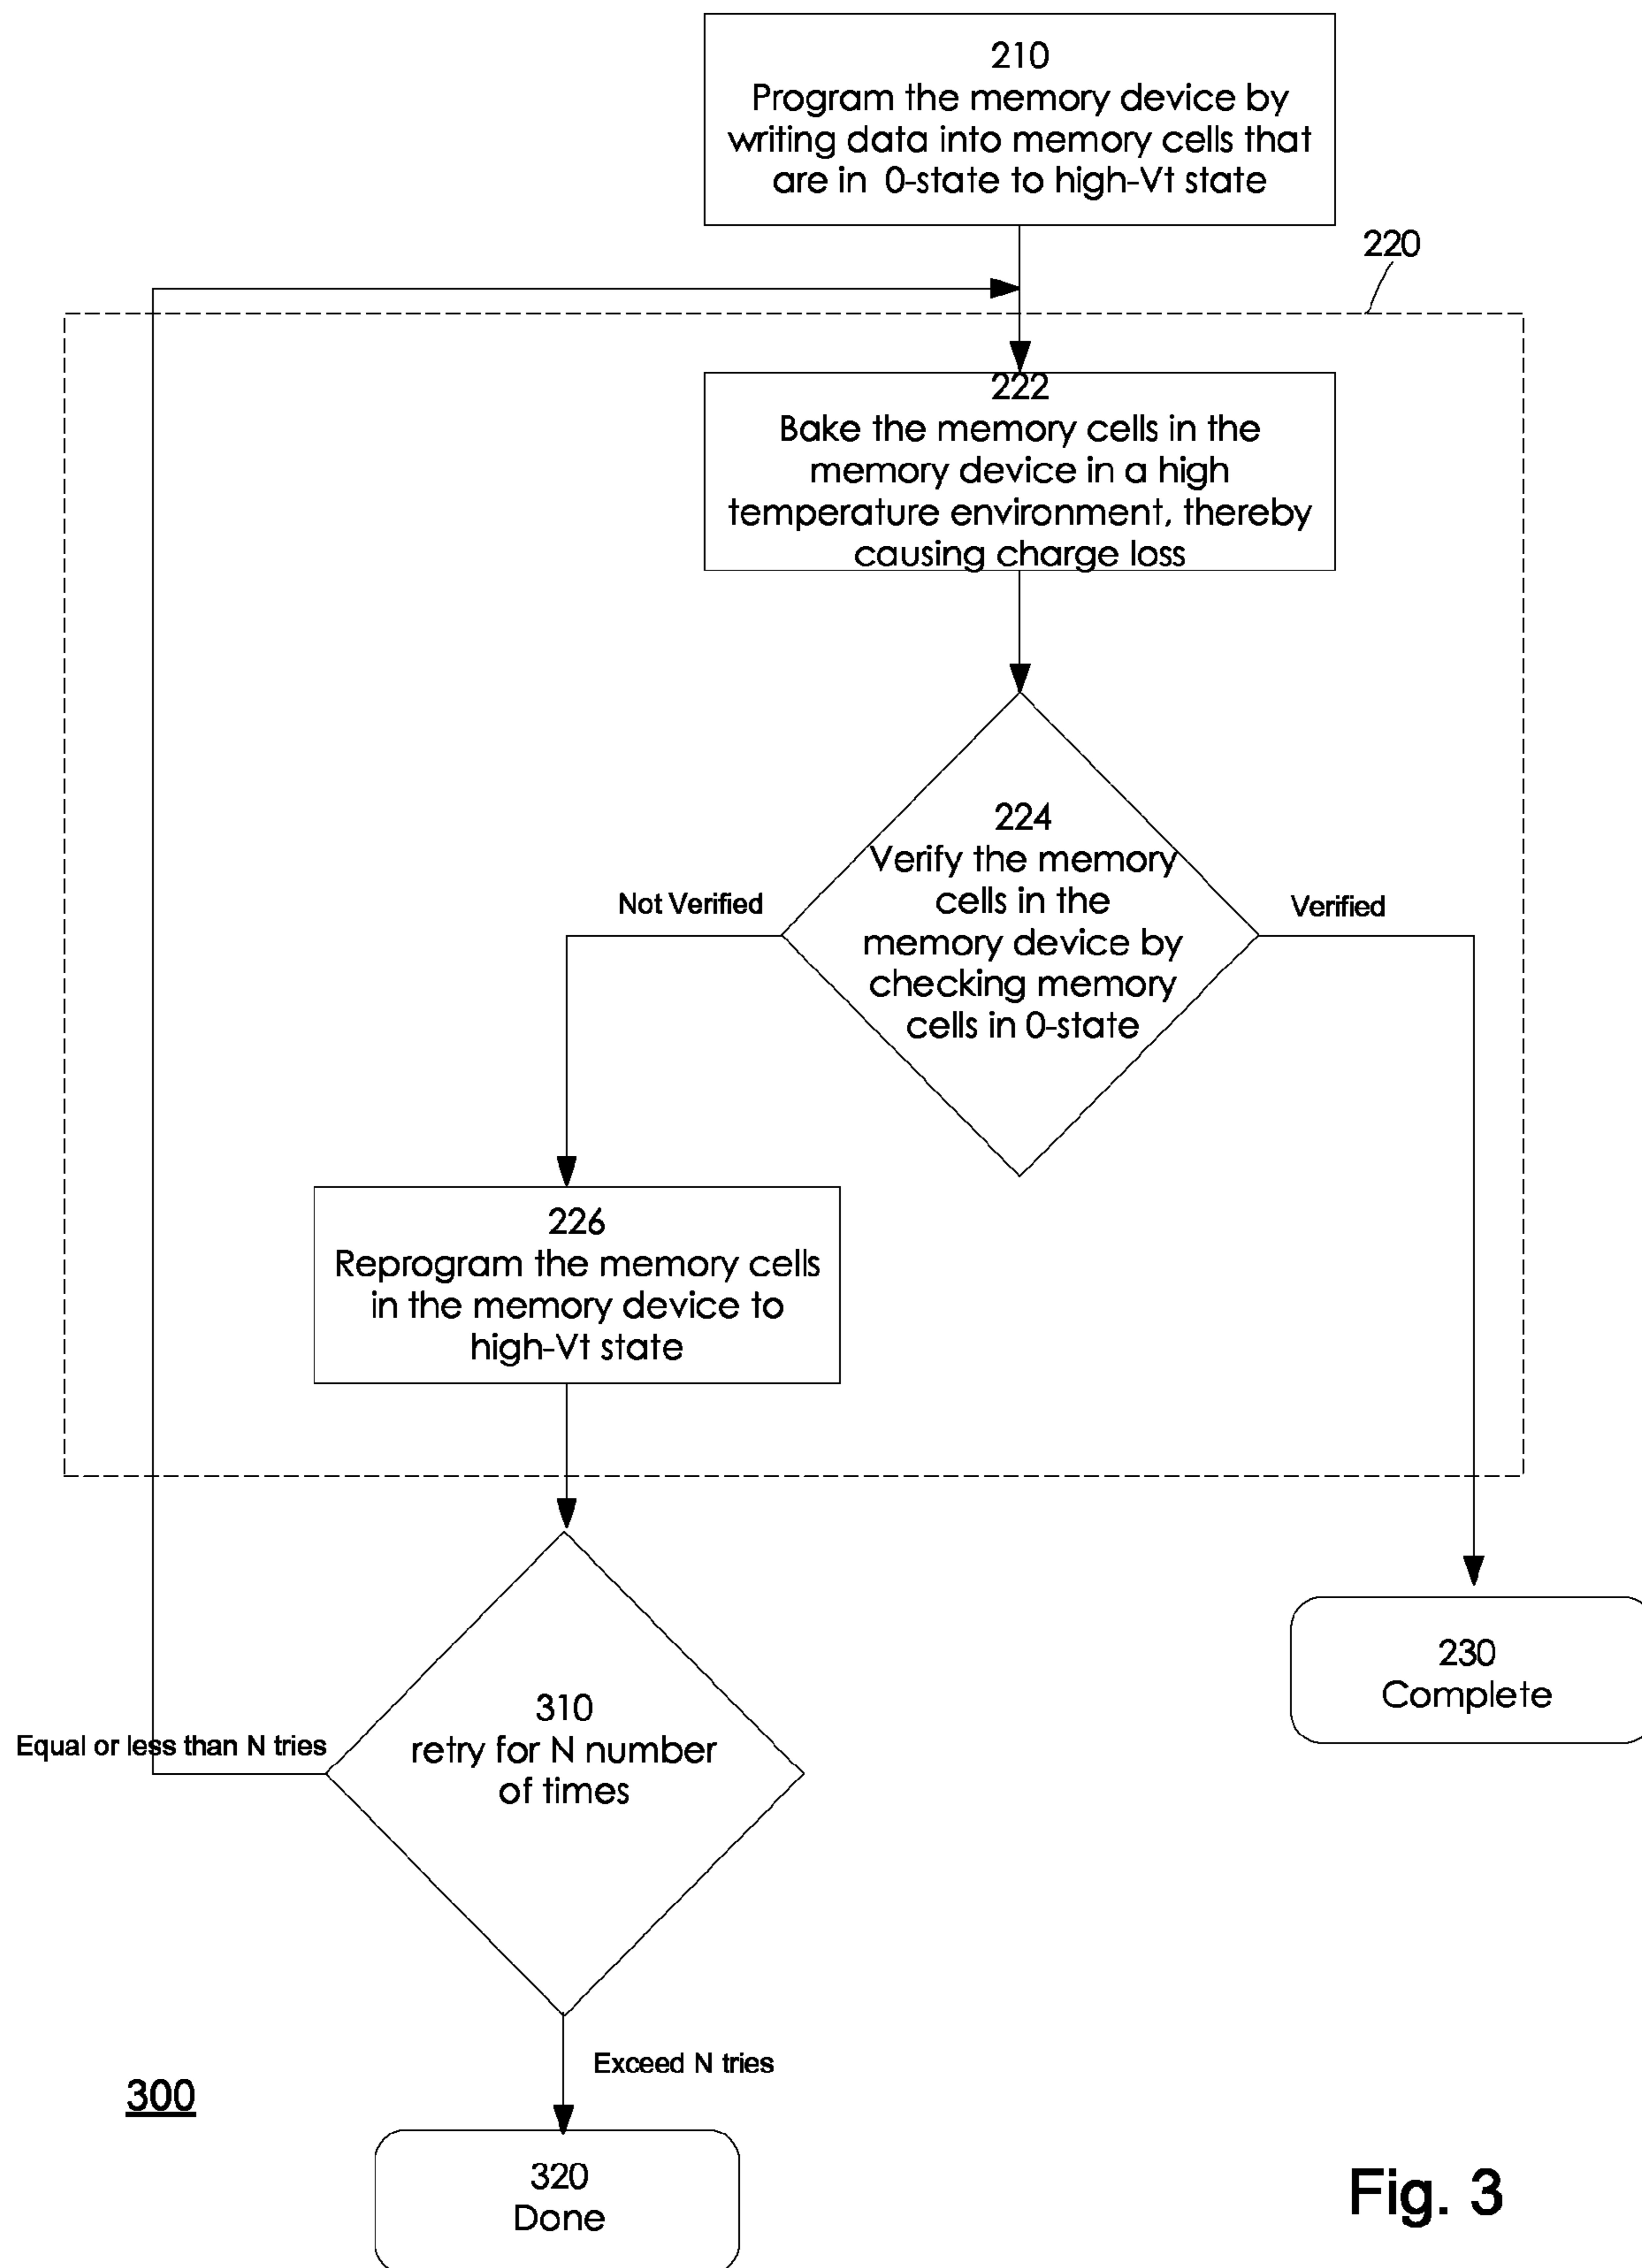 210
Program the memory device by
writing data into memory cells that
are in 0-state to high-Vt state
220
222
Bake the memory cells in the
memory device in a high
temperature environment, thereby
causing charge loss
224
Verify the memory
cells in the
memory device by
checking memory
cells in 0-state
Not Verified
Verified
226
Reprogram the memory cells
in the memory device to
high-Vt state
310
retry for N number
of times
Equal or less than N tries
230
Complete
Exceed N tries
300
320
Done
Fig. 3